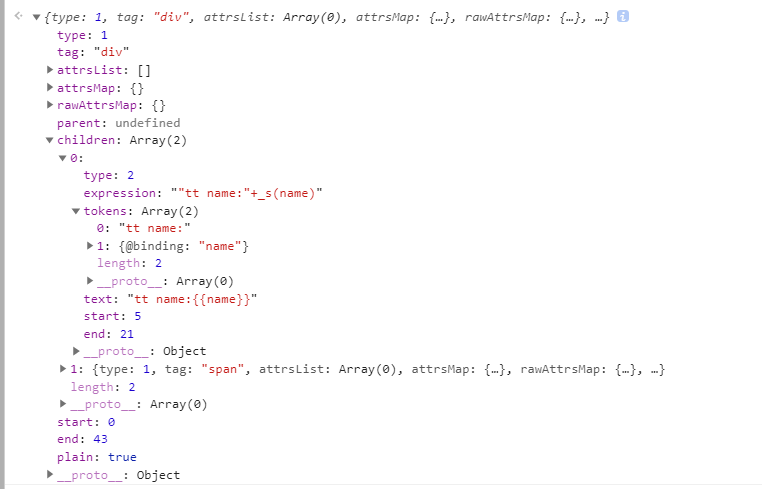 {type: 1, tag: "div", attrsList: Array(0), attrsMap: {…}, rawAttrsMap: {…}, …} i
type: 1
tag: "div"
attrsList: []
attrsMap: {}
rawAttrsMap: {}
parent: undefined
children: Array(2)
0:
type: 2
expression: ""tt name:"+_s(name)"
tokens: Array(2)
0: "tt name:"
1: {@binding: "name"}
length: 2
__proto__: Array(0)
text: "tt name:{{name}}"
start: 5
end: 21
__proto__: Object
1: {type: 1, tag: "span", attrsList: Array(0), attrsMap: {…}, rawAttrsMap: {…}, …}
length: 2
__proto__: Array(0)
start: 0
end: 43
plain: true
__proto__: Object